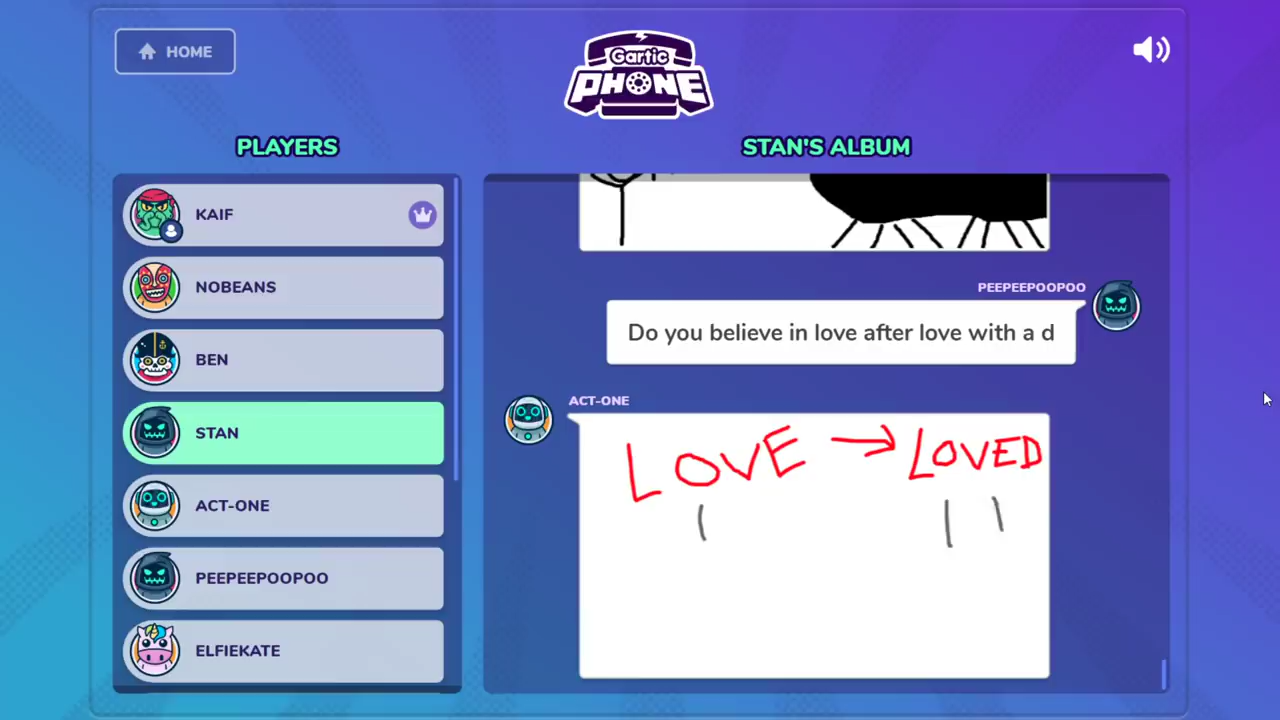 HOME
Gartic
PHONE
PLAYERS
STAN'S ALBUM
KAIF
NOBEANS
BEN
STAN
ACT-ONE
PEEPEEPOOPOO
ELFIEKATE
PEEPEEPOOPOO
Do you believe in love after love with a d
ACT-ONE
LOVE → LOVED